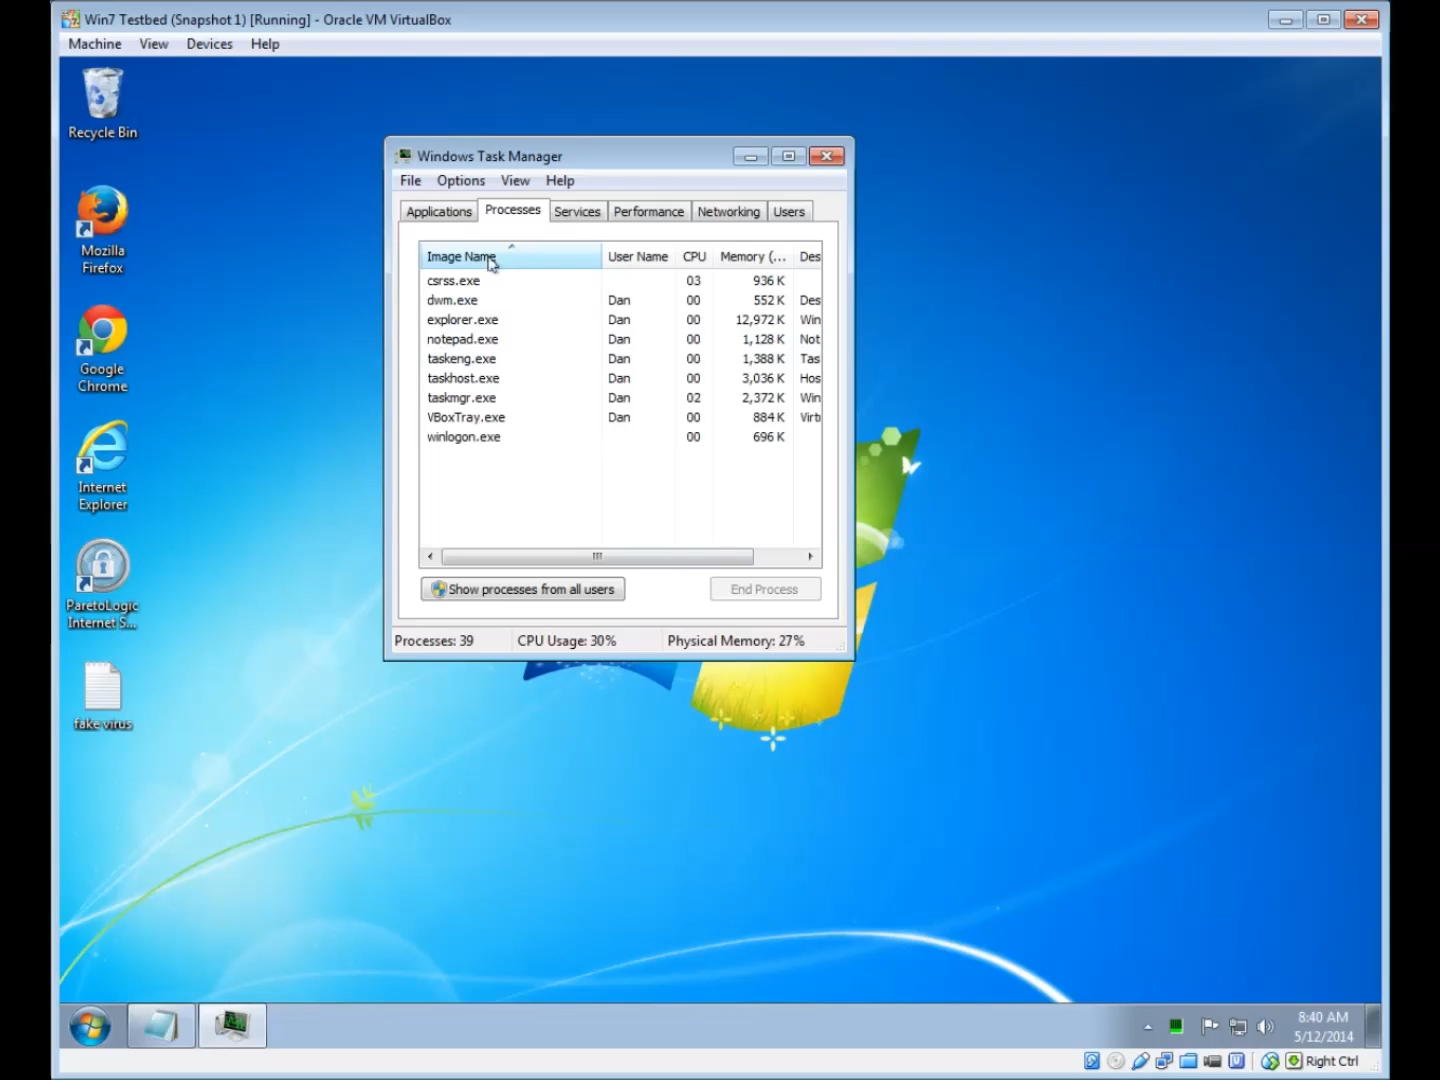 Win7 Testbed (Snapshot 1) [Running] - Oracle VM VirtualBox
Machine View Devices Help
Recycle Bin
Mozilla
Firefox
Google
Chrome
Internet
Explorer
ParetoLogic
Internet S...
fake virus
Windows Task Manager
File Options View Help
Applications Processes Services Performance Networking Users
Image Name User Name CPU Memory (... Des
csrss.exe 03 936 K
dwm.exe Dan 00 552 K Des
explorer.exe Dan 00 12,972 K Win
notepad.exe Dan 00 1,128 K Not
taskeng.exe Dan 00 1,388 K Tas
taskhost.exe Dan 00 3,036 K Hos
taskmgr.exe Dan 02 2,372 K Win
VBoxTray.exe Dan 00 884 K Virt
winlogon.exe 00 696 K
Show processes from all users End Process
Processes: 39 CPU Usage: 30% Physical Memory: 27%
8:40 AM
5/12/2014
Right Ctrl